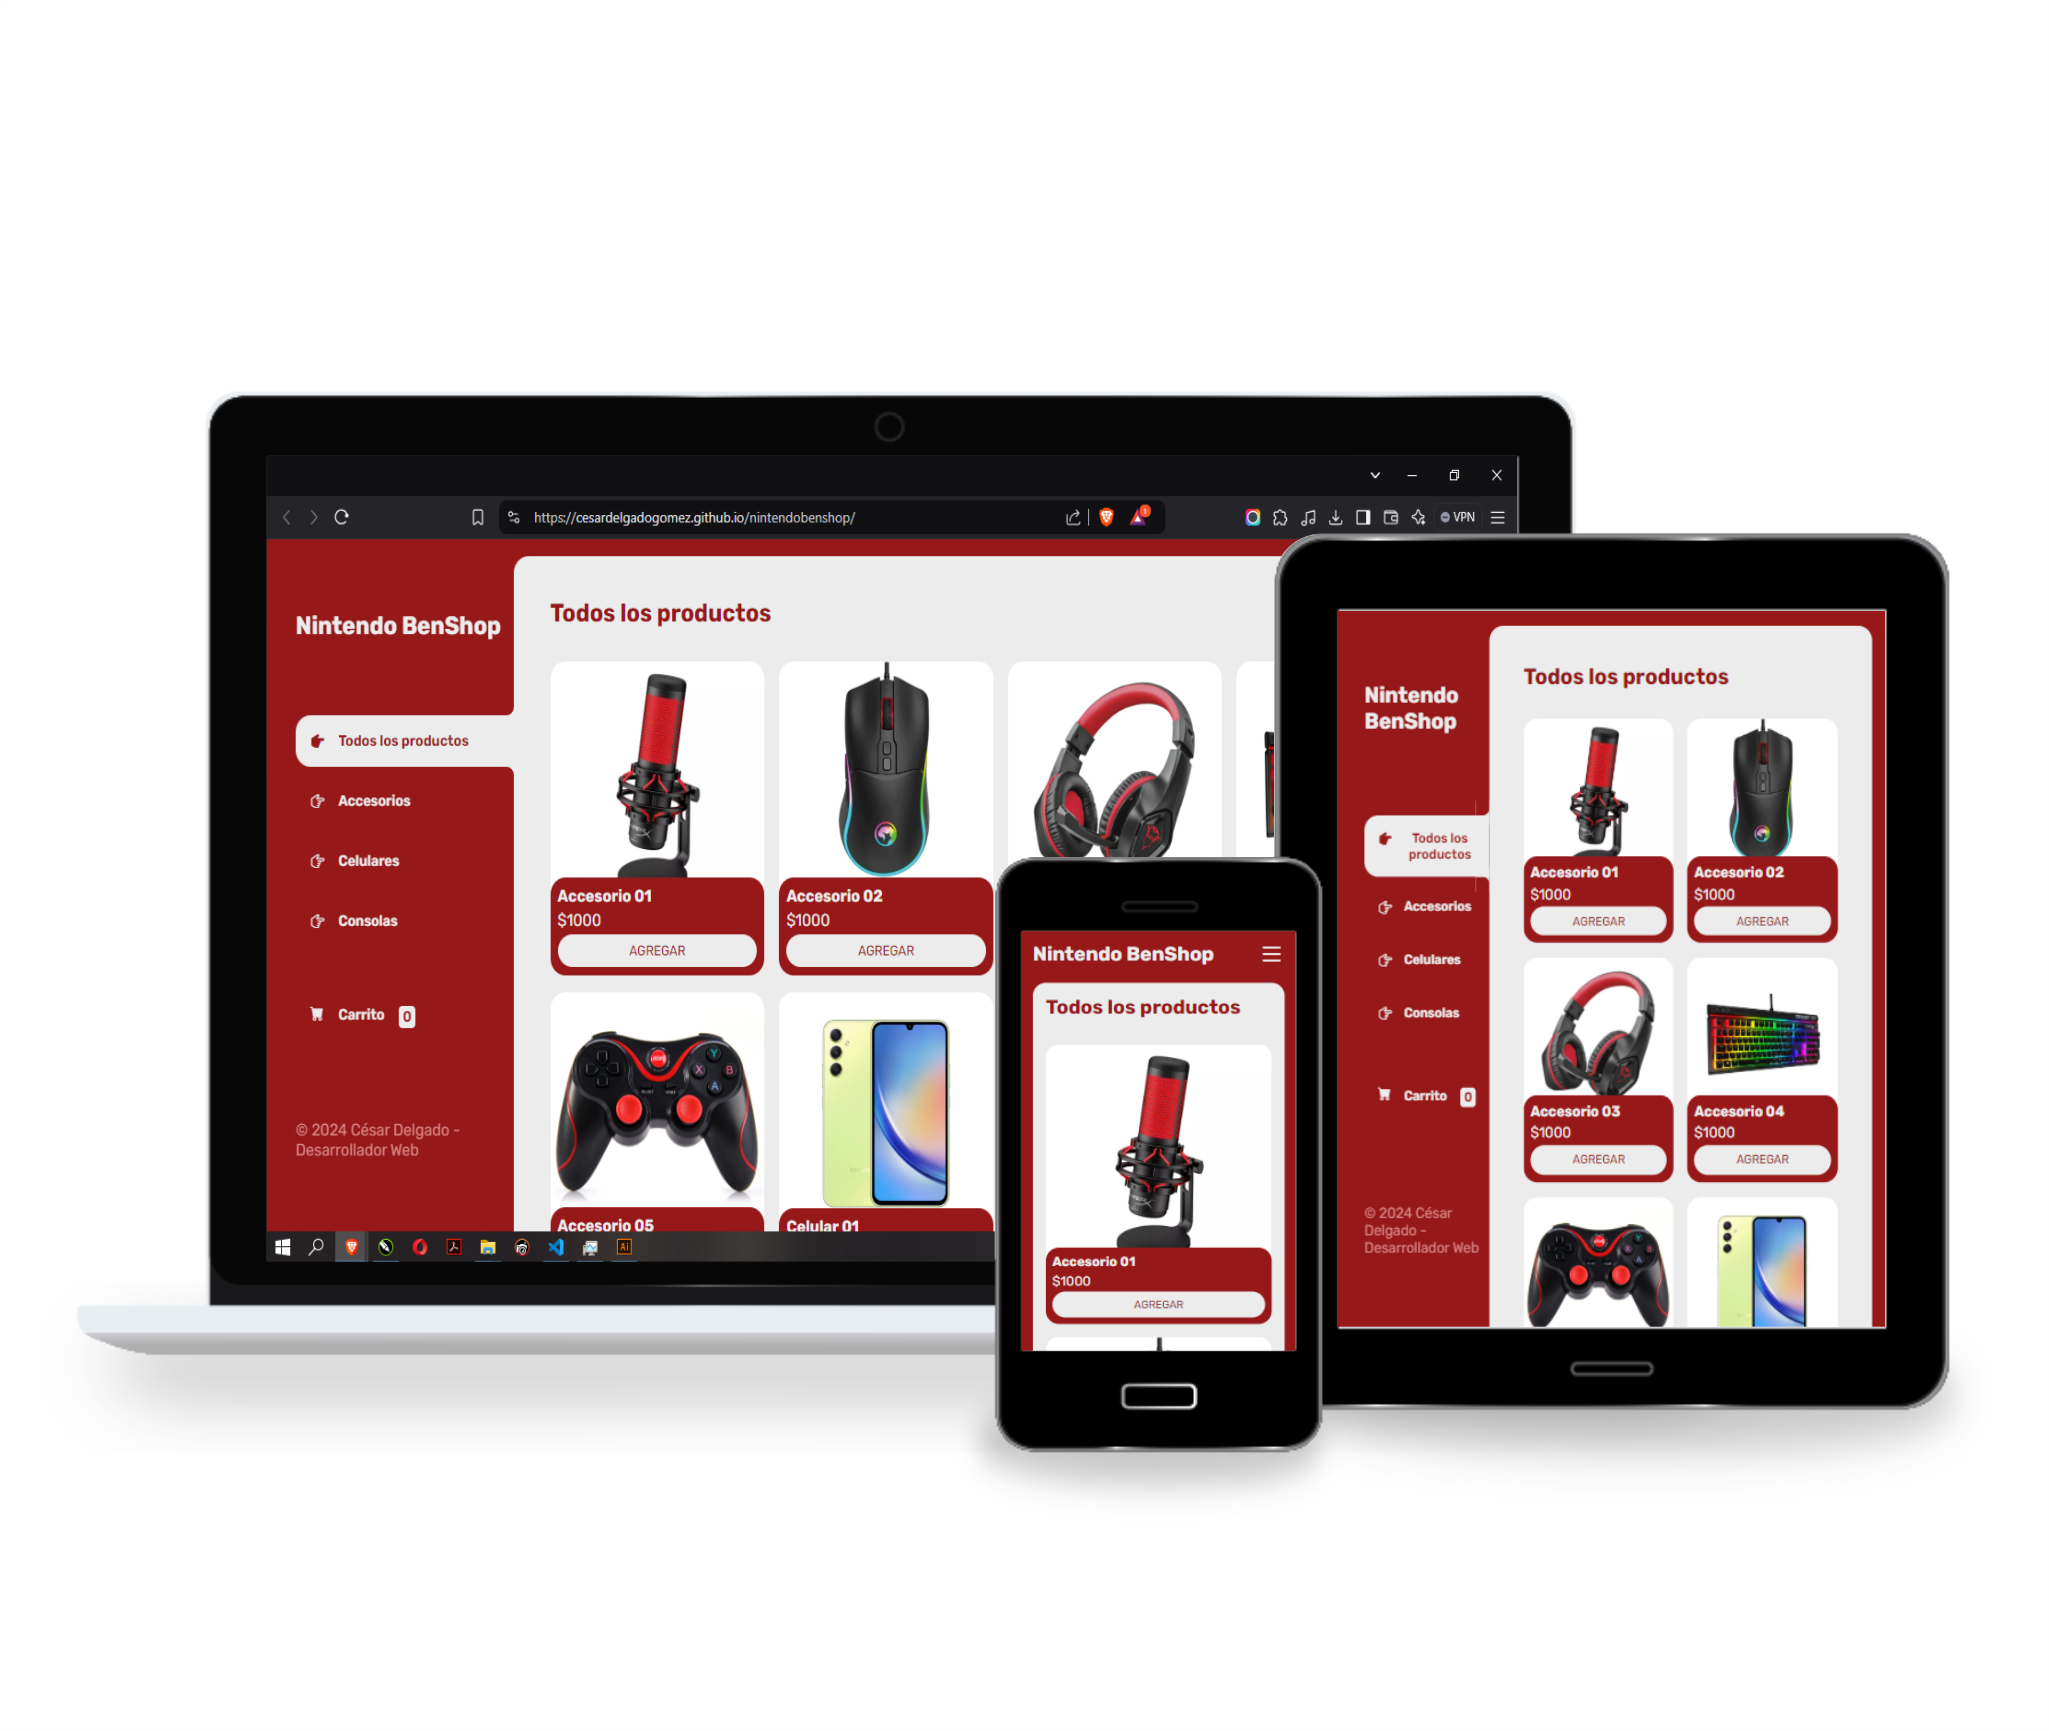 https://cesardelgadogomez.github.io/nintendobenshop/
VPN
Nintendo BenShop
Todos los productos
Accesorios
Celulares
Consolas
Carrito 0
© 2024 César Delgado -
Desarrollador Web
Todos los productos
Accesorio 01
$1000
AGREGAR
Accesorio 02
$1000
AGREGAR
Accesorio 05
Celular 01
Ai
Nintendo BenShop
Todos los productos
Accesorio 01
$1000
AGREGAR
Nintendo
BenShop
Todos los
productos
Accesorios
Celulares
Consolas
Carrito 0
© 2024 César
Delgado -
Desarrollador Web
Todos los productos
Accesorio 01
$1000
AGREGAR
Accesorio 02
$1000
AGREGAR
Accesorio 03
$1000
AGREGAR
Accesorio 04
$1000
AGREGAR